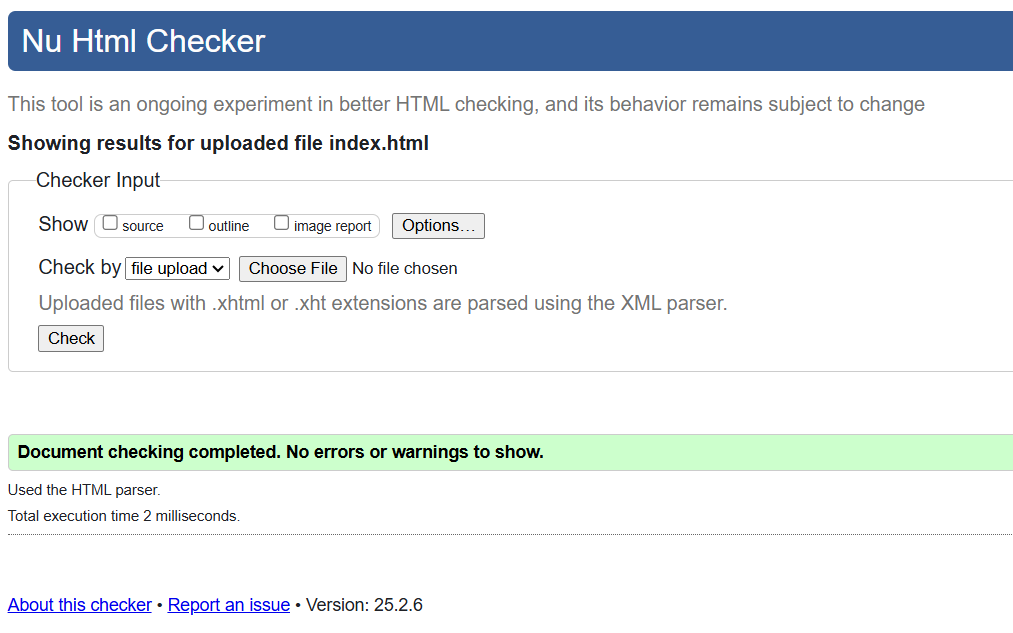 Nu Html Checker
This tool is an ongoing experiment in better HTML checking, and its behavior remains subject to change
Showing results for uploaded file index.html
Checker Input
Show source outline image report Options...
Check by file upload Choose File No file chosen
Uploaded files with .xhtml or .xht extensions are parsed using the XML parser.
Check
Document checking completed. No errors or warnings to show.
Used the HTML parser.
Total execution time 2 milliseconds.
About this checker • Report an issue • Version: 25.2.6